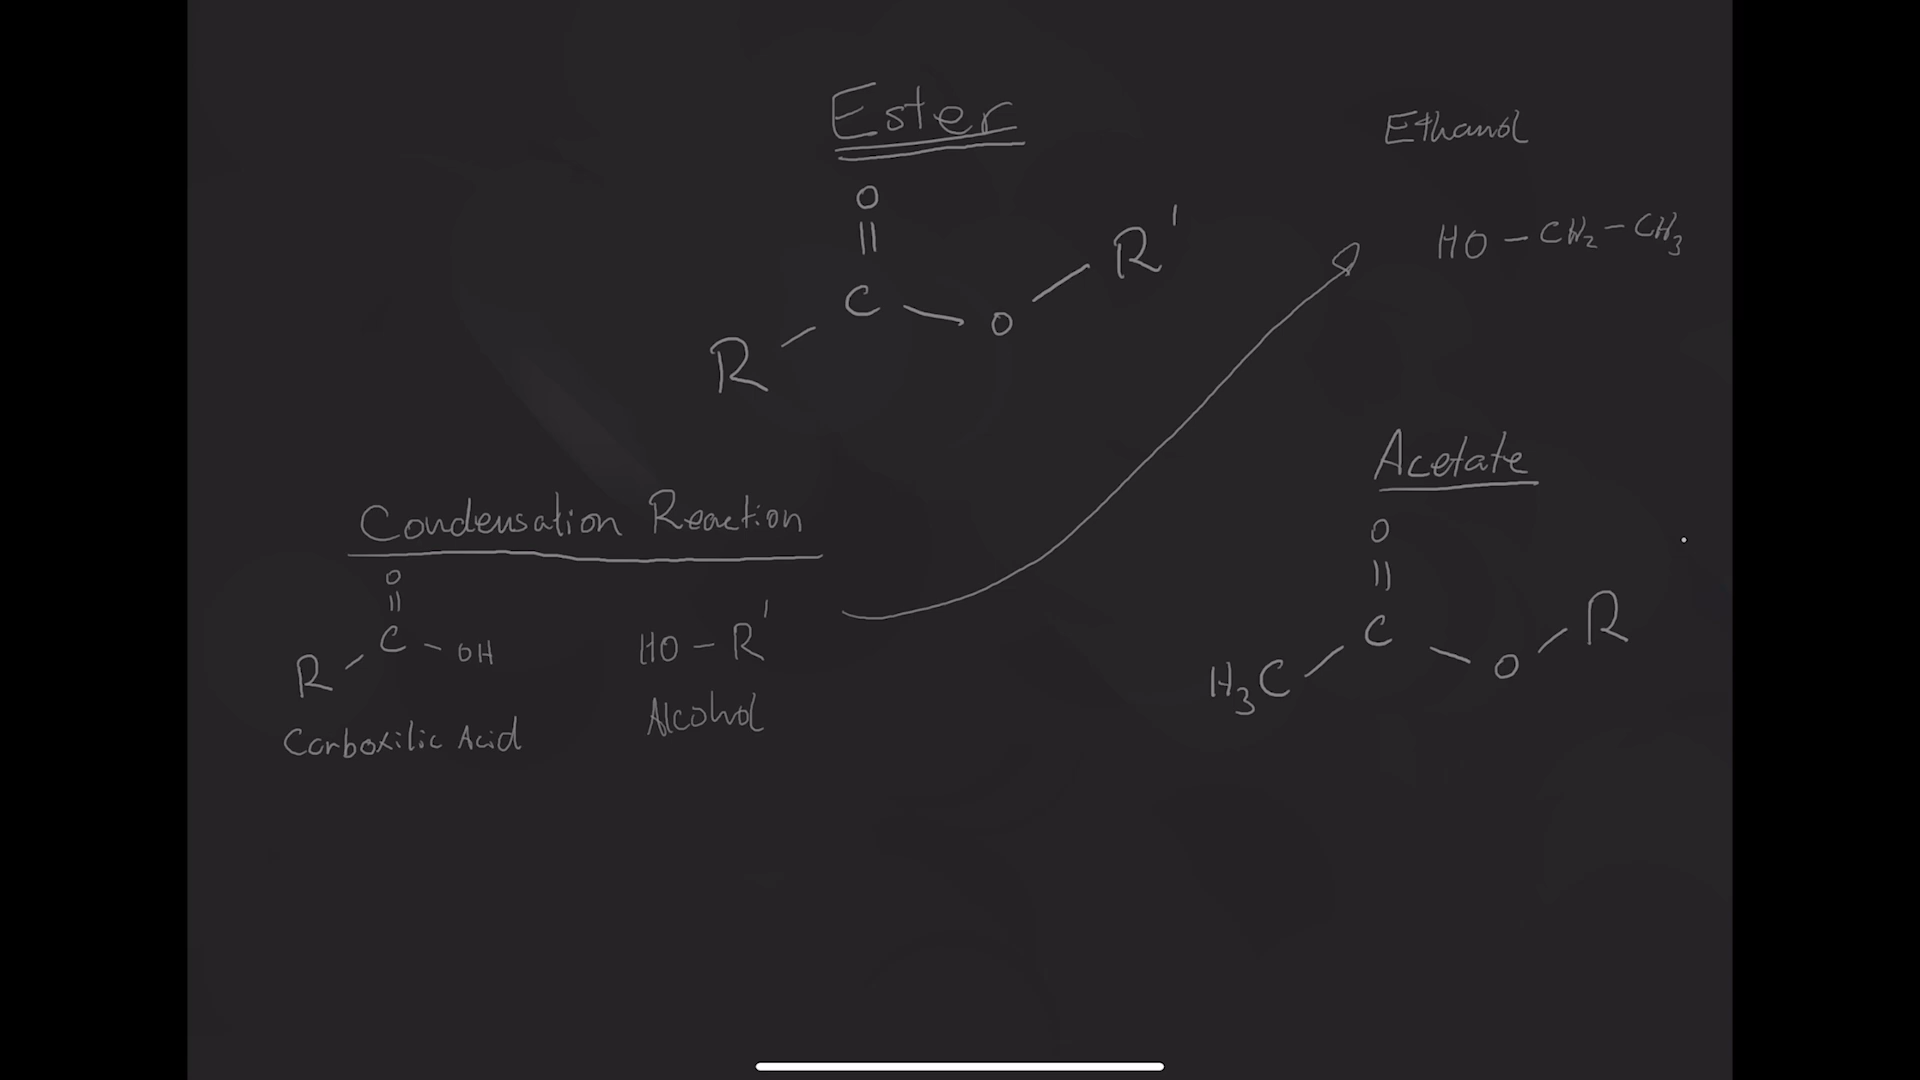 Ester
O
||
C
O
R'
R
Ethanol
HO - CH2 - CH3
Condensation Reaction
O
||
R - C - OH
Carboxilic Acid
HO - R'
Alcohol
Acetate
O
||
H3C - C - O - R